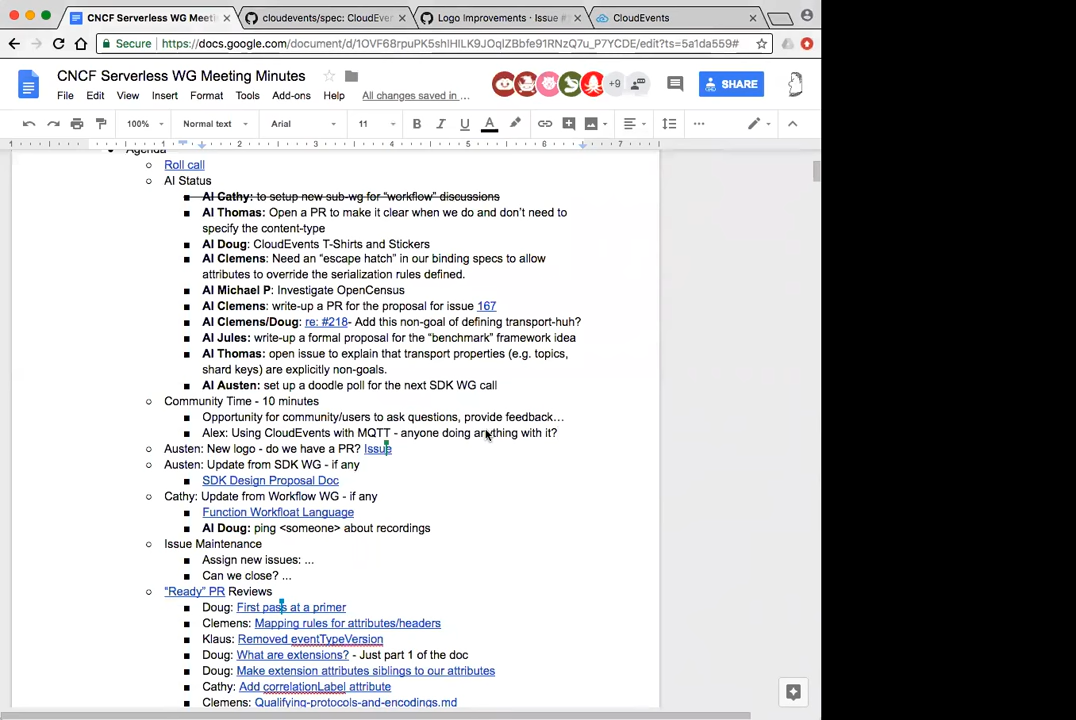 CNCF Serverless WG Meeting Minutes
cloudevents/spec: CloudEven
Logo Improvements · Issue #
CloudEvents
Secure
https://docs.google.com/document/d/1OVF68rpuPK5shIHLK9JOqlZBbfe91RNzQu_P7YCDE/edit?ts=5a1da559#
CNCF Serverless WG Meeting Minutes
+9
SHARE
File Edit View Insert Format Tools Add-ons Help All changes saved in …
100% Normal text Arial 11 B I U A
1 1 2 3 4 5 6 7
Agenda
Roll call
AI Status
AI Cathy: to setup new sub-wg for “workflow” discussions
AI Thomas: Open a PR to make it clear when we do and don’t need to
specify the content-type
AI Doug: CloudEvents T-Shirts and Stickers
AI Clemens: Need an “escape hatch” in our binding specs to allow
attributes to override the serialization rules defined.
AI Michael P: Investigate OpenCensus
AI Clemens: write-up a PR for the proposal for issue 167
AI Clemens/Doug: re: #218- Add this non-goal of defining transport-huh?
AI Jules: write-up a formal proposal for the “benchmark” framework idea
AI Thomas: open issue to explain that transport properties (e.g. topics,
shard keys) are explicitly non-goals.
AI Austen: set up a doodle poll for the next SDK WG call
Community Time - 10 minutes
Opportunity for community/users to ask questions, provide feedback…
Alex: Using CloudEvents with MQTT - anyone doing anything with it?
Austen: New logo - do we have a PR? Issue
Austen: Update from SDK WG - if any
SDK Design Proposal Doc
Cathy: Update from Workflow WG - if any
Function Workfloat Language
AI Doug: ping <someone> about recordings
Issue Maintenance
Assign new issues: ...
Can we close? ...
“Ready” PR Reviews
Doug: First pass at a primer
Clemens: Mapping rules for attributes/headers
Klaus: Removed eventTypeVersion
Doug: What are extensions? - Just part 1 of the doc
Doug: Make extension attributes siblings to our attributes
Cathy: Add correlationLabel attribute
Clemens: Qualifying-protocols-and-encodings.md